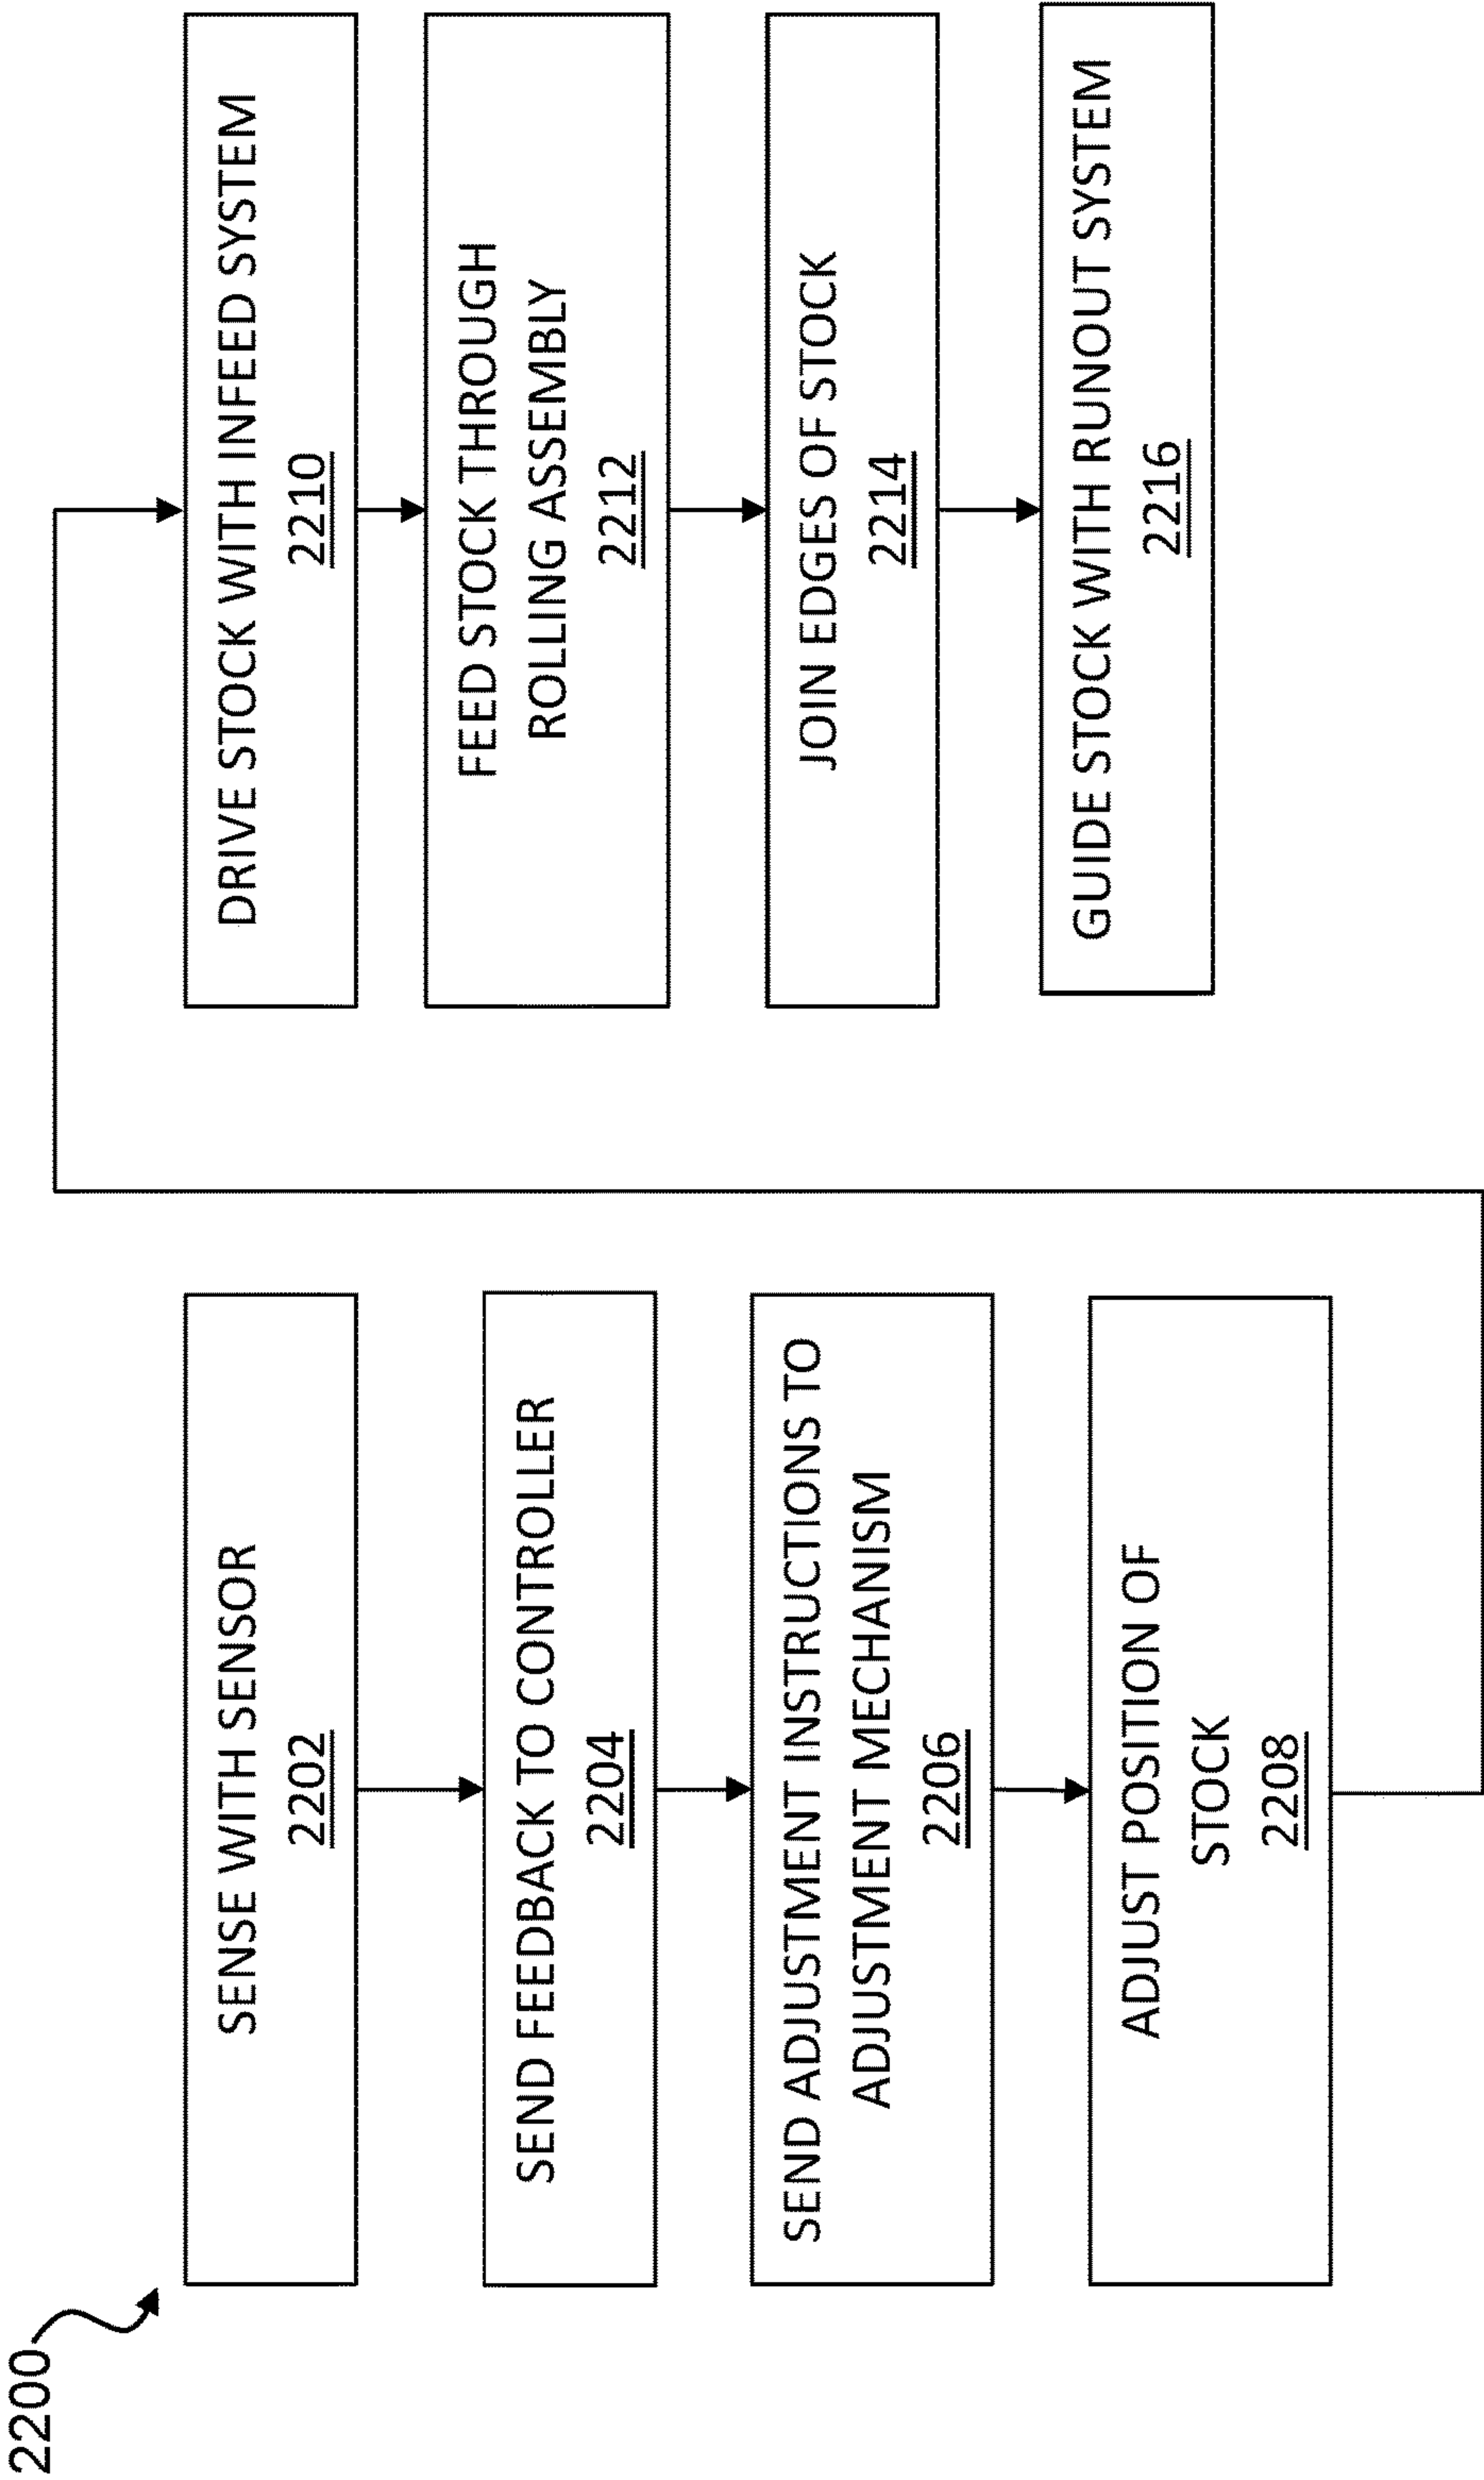 2200
SENSE WITH SENSOR
2202
SEND FEEDBACK TO CONTROLLER
2204
SEND ADJUSTMENT INSTRUCTIONS TO
ADJUSTMENT MECHANISM
2206
ADJUST POSITION OF
STOCK
2208
DRIVE STOCK WITH INFEED SYSTEM
2210
FEED STOCK THROUGH
ROLLING ASSEMBLY
2212
JOIN EDGES OF STOCK
2214
GUIDE STOCK WITH RUNOUT SYSTEM
2216